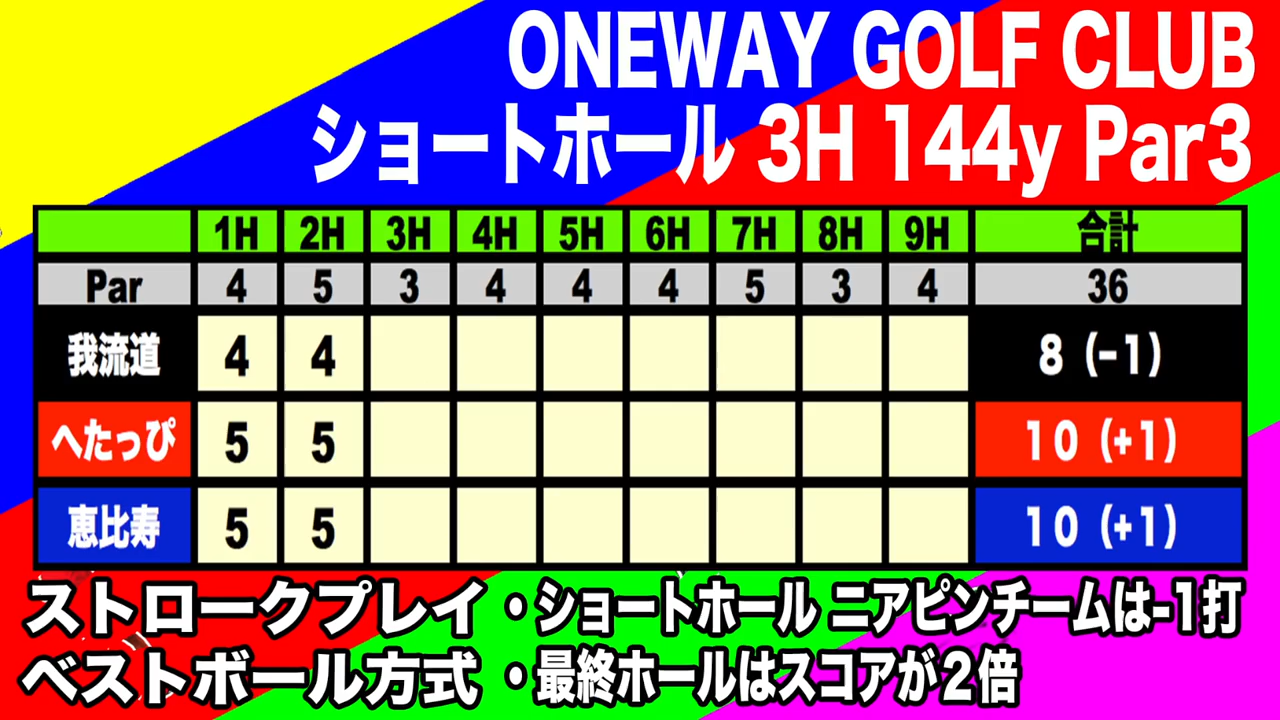 ONEWAY GOLF CLUB
ショートホール 3H 144y Par3
1H 2H 3H 4H 5H 6H 7H 8H 9H 合計
Par 4 5 3 4 4 4 5 3 4 36
我流道 4 4 8 (-1)
へたっぴ 5 5 10 (+1)
恵比寿 5 5 10 (+1)
ストロークプレイ ・ショートホール ニアピンチームは-1打
ベストボール方式 ・最終ホールはスコアが2倍